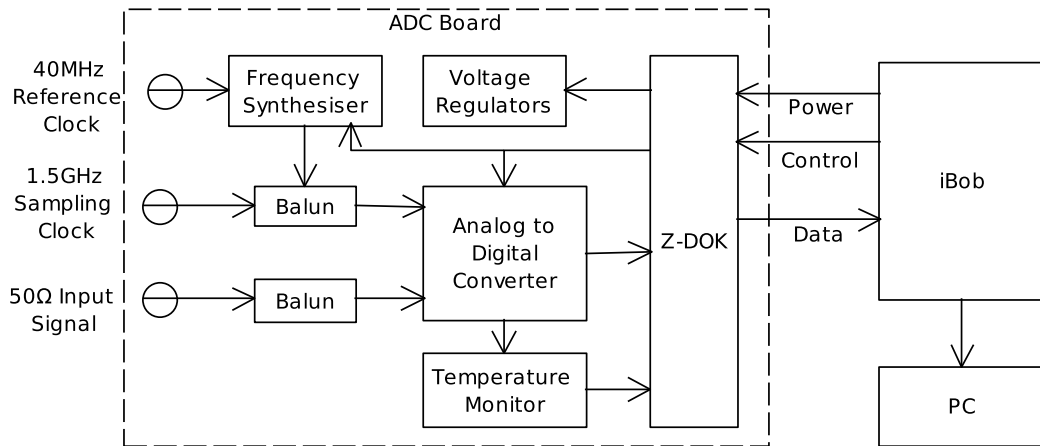 ADC Board
40MHz
Reference
Clock
Frequency
Synthesiser
Voltage
Regulators
Power
Control
1.5GHz
Sampling
Clock
Balun
Analog to
Digital
Converter
Z-DOK
iBob
Data
50Ω Input
Signal
Balun
Temperature
Monitor
PC